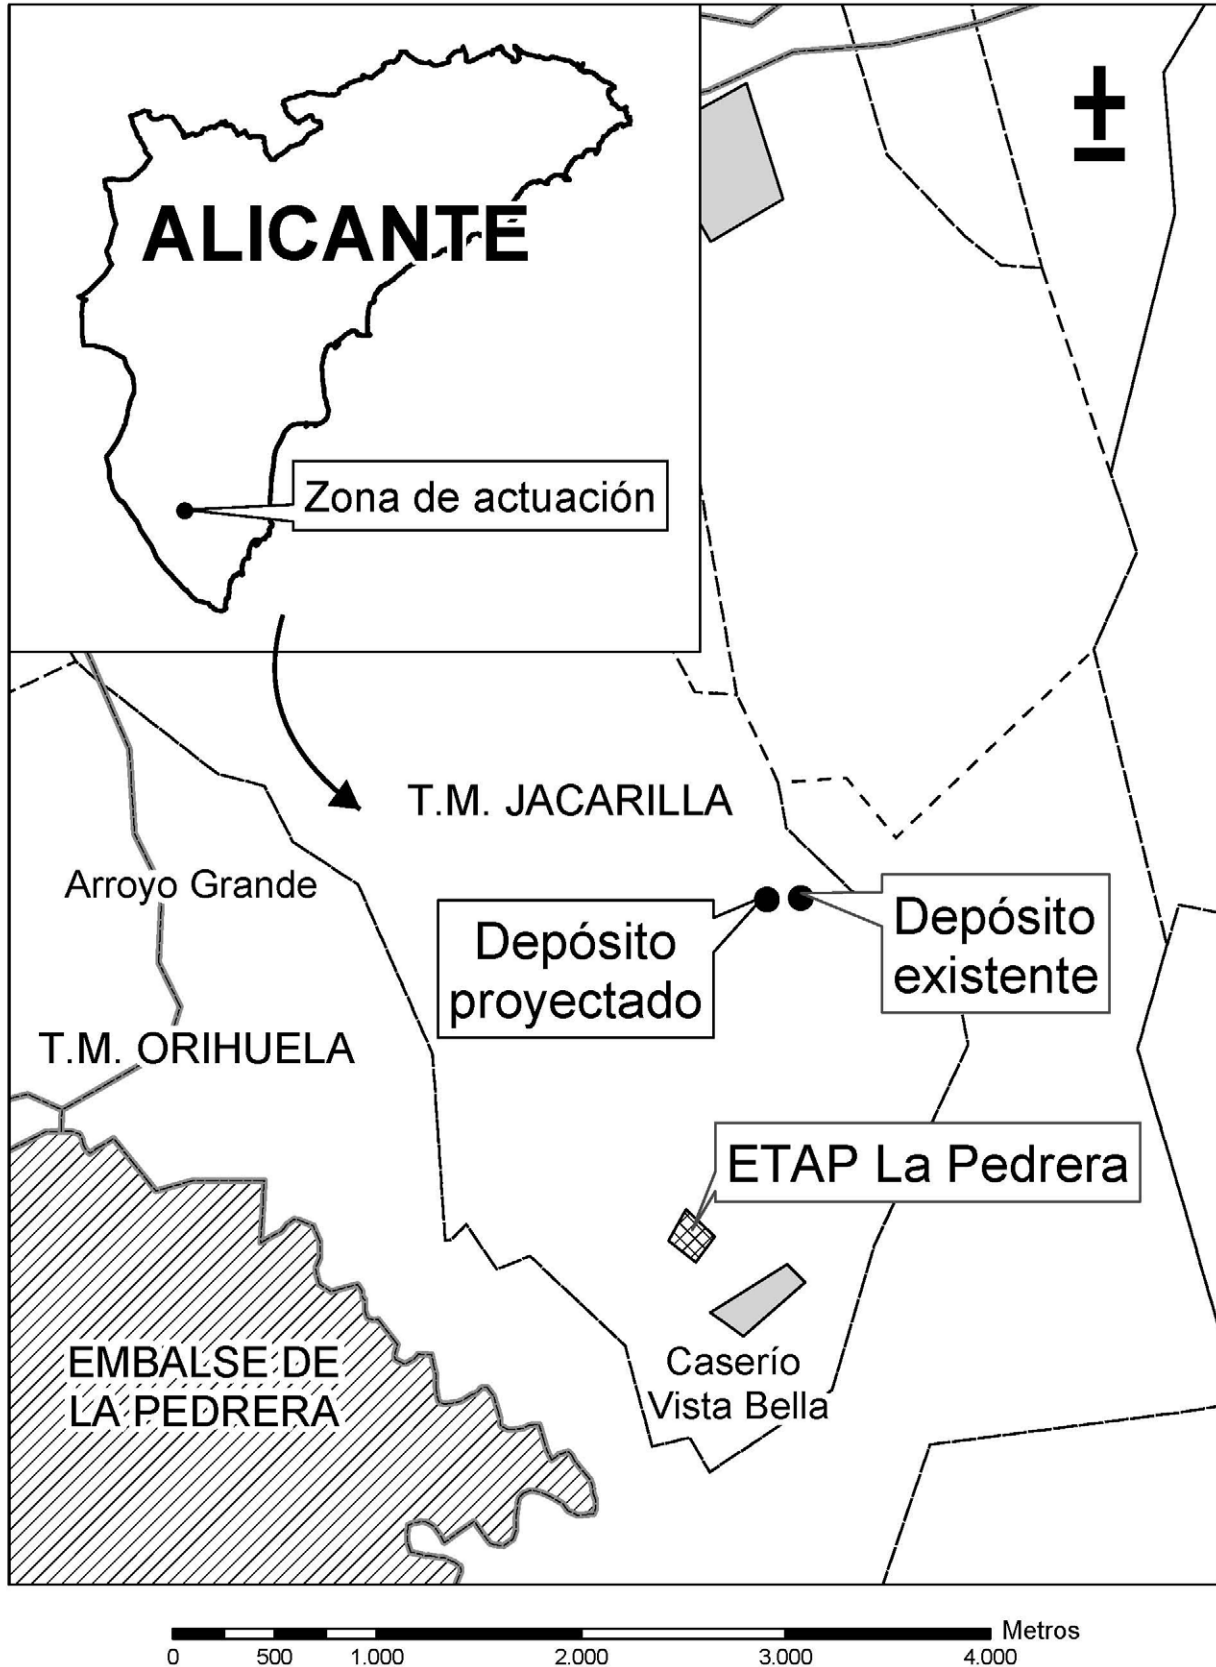 ALICANTE
Zona de actuación
T.M. JACARILLA
Arroyo Grande
Depósito
proyectado
Depósito
existente
T.M. ORIHUELA
ETAP La Pedrera
EMBALSE DE
LA PEDRERA
Caserío
Vista Bella
Metros
0 500 1.000 2.000 3.000 4.000